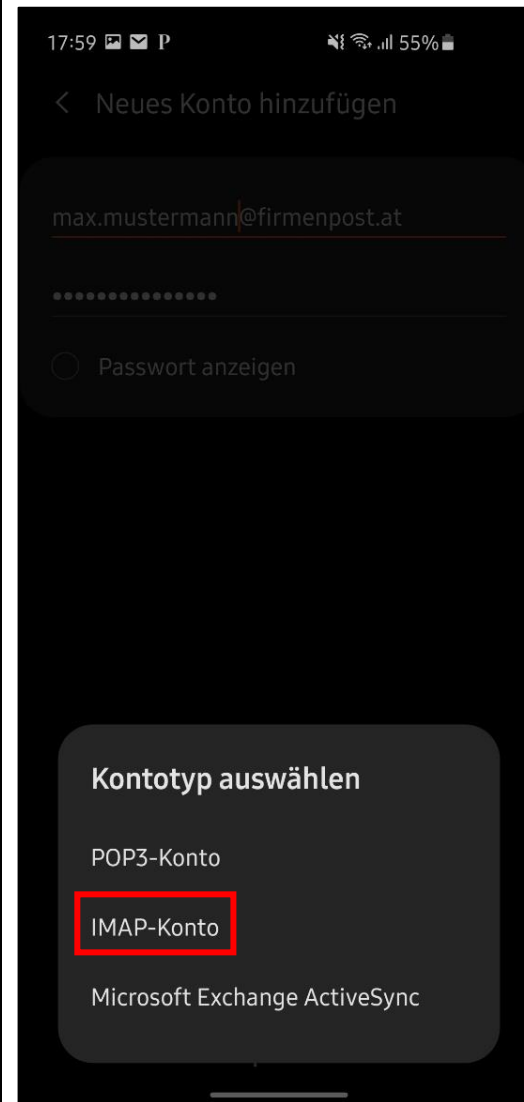 17:59 P 55%
Neues Konto hinzufügen
max.mustermann@firmenpost.at
Passwort anzeigen
Kontotyp auswählen
POP3-Konto
IMAP-Konto
Microsoft Exchange ActiveSync